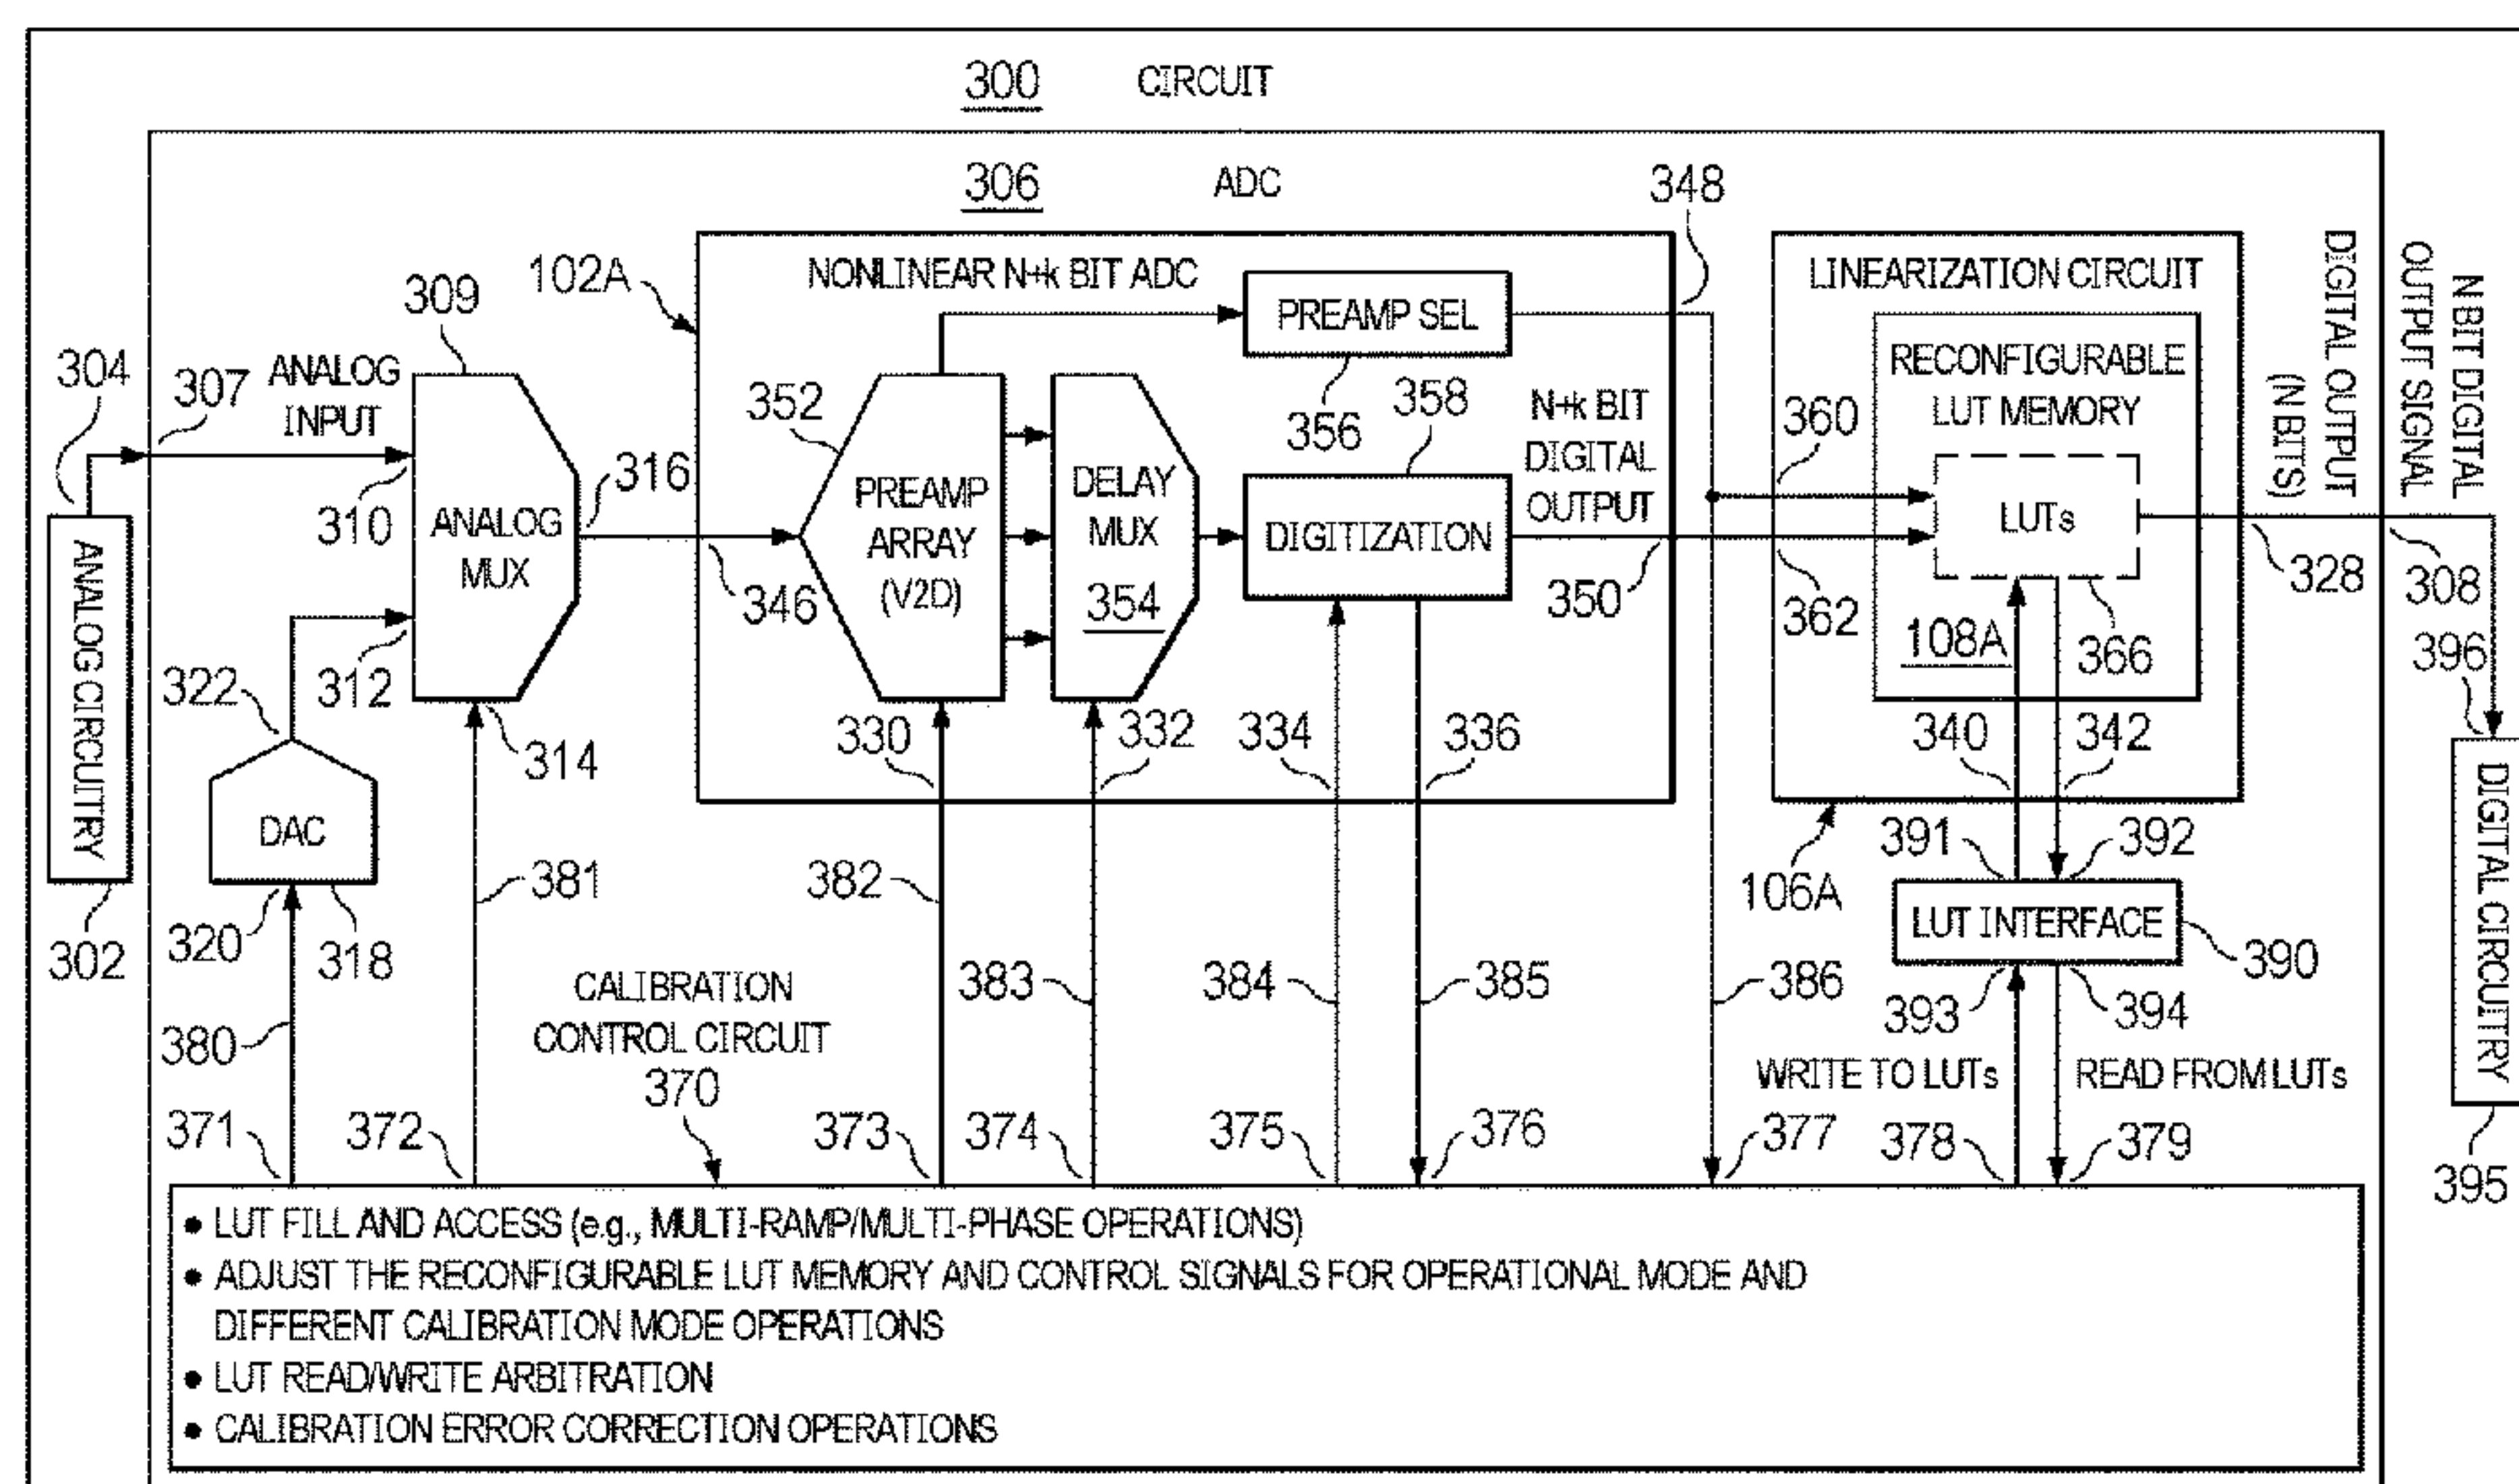 300 CIRCUIT
306 ADC
348
102A
NONLINEAR N+k BIT ADC
309
304
307
ANALOG
INPUT
310
312
314
316
ANALOG
MUX
ANALOG CIRCUITRY
302
322
DAC
320
318
380
381
346
352
PREAMP
ARRAY
(V2D)
DELAY
MUX
354
PREAMP SEL
356
358
DIGITIZATION
N+k BIT
DIGITAL
OUTPUT
350
330
332
334
336
382
383
384
385
386
LINEARIZATION CIRCUIT
RECONFIGURABLE
LUT MEMORY
360
362
LUTs
108A
366
340
342
106A
391
392
LUT INTERFACE
390
393
394
WRITE TO LUTs
READ FROM LUTs
DIGITAL OUTPUT
(N BITS)
N BIT DIGITAL
OUTPUT SIGNAL
328
308
396
DIGITAL CIRCUITRY
395
CALIBRATION
CONTROL CIRCUIT
370
371
372
373
374
375
376
377
378
379
• LUT FILL AND ACCESS (e.g., MULTI-RAMP/MULTI-PHASE OPERATIONS)
• ADJUST THE RECONFIGURABLE LUT MEMORY AND CONTROL SIGNALS FOR OPERATIONAL MODE AND
DIFFERENT CALIBRATION MODE OPERATIONS
• LUT READ/WRITE ARBITRATION
• CALIBRATION ERROR CORRECTION OPERATIONS